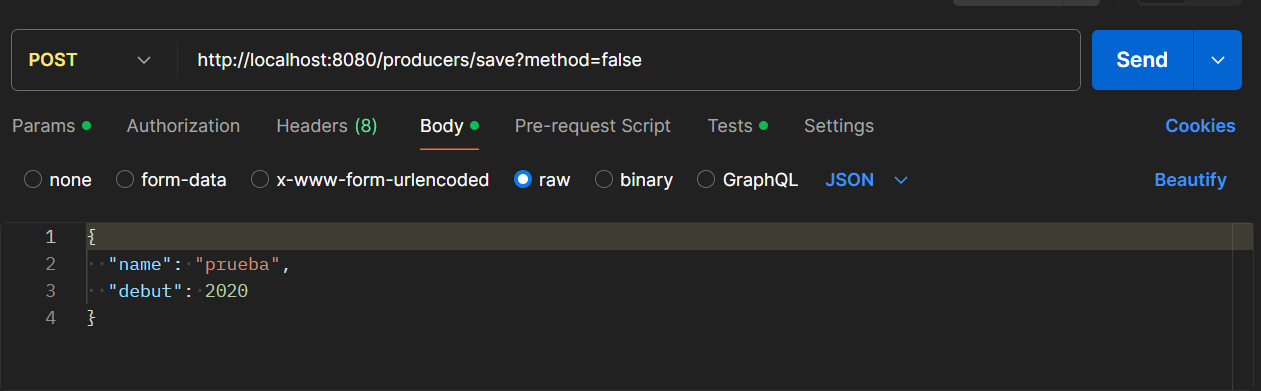 POST http://localhost:8080/producers/save?method=false Send
Params Authorization Headers (8) Body Pre-request Script Tests Settings Cookies
none form-data x-www-form-urlencoded raw binary GraphQL JSON Beautify
1 {
2 "name": "prueba",
3 "debut": 2020
4 }